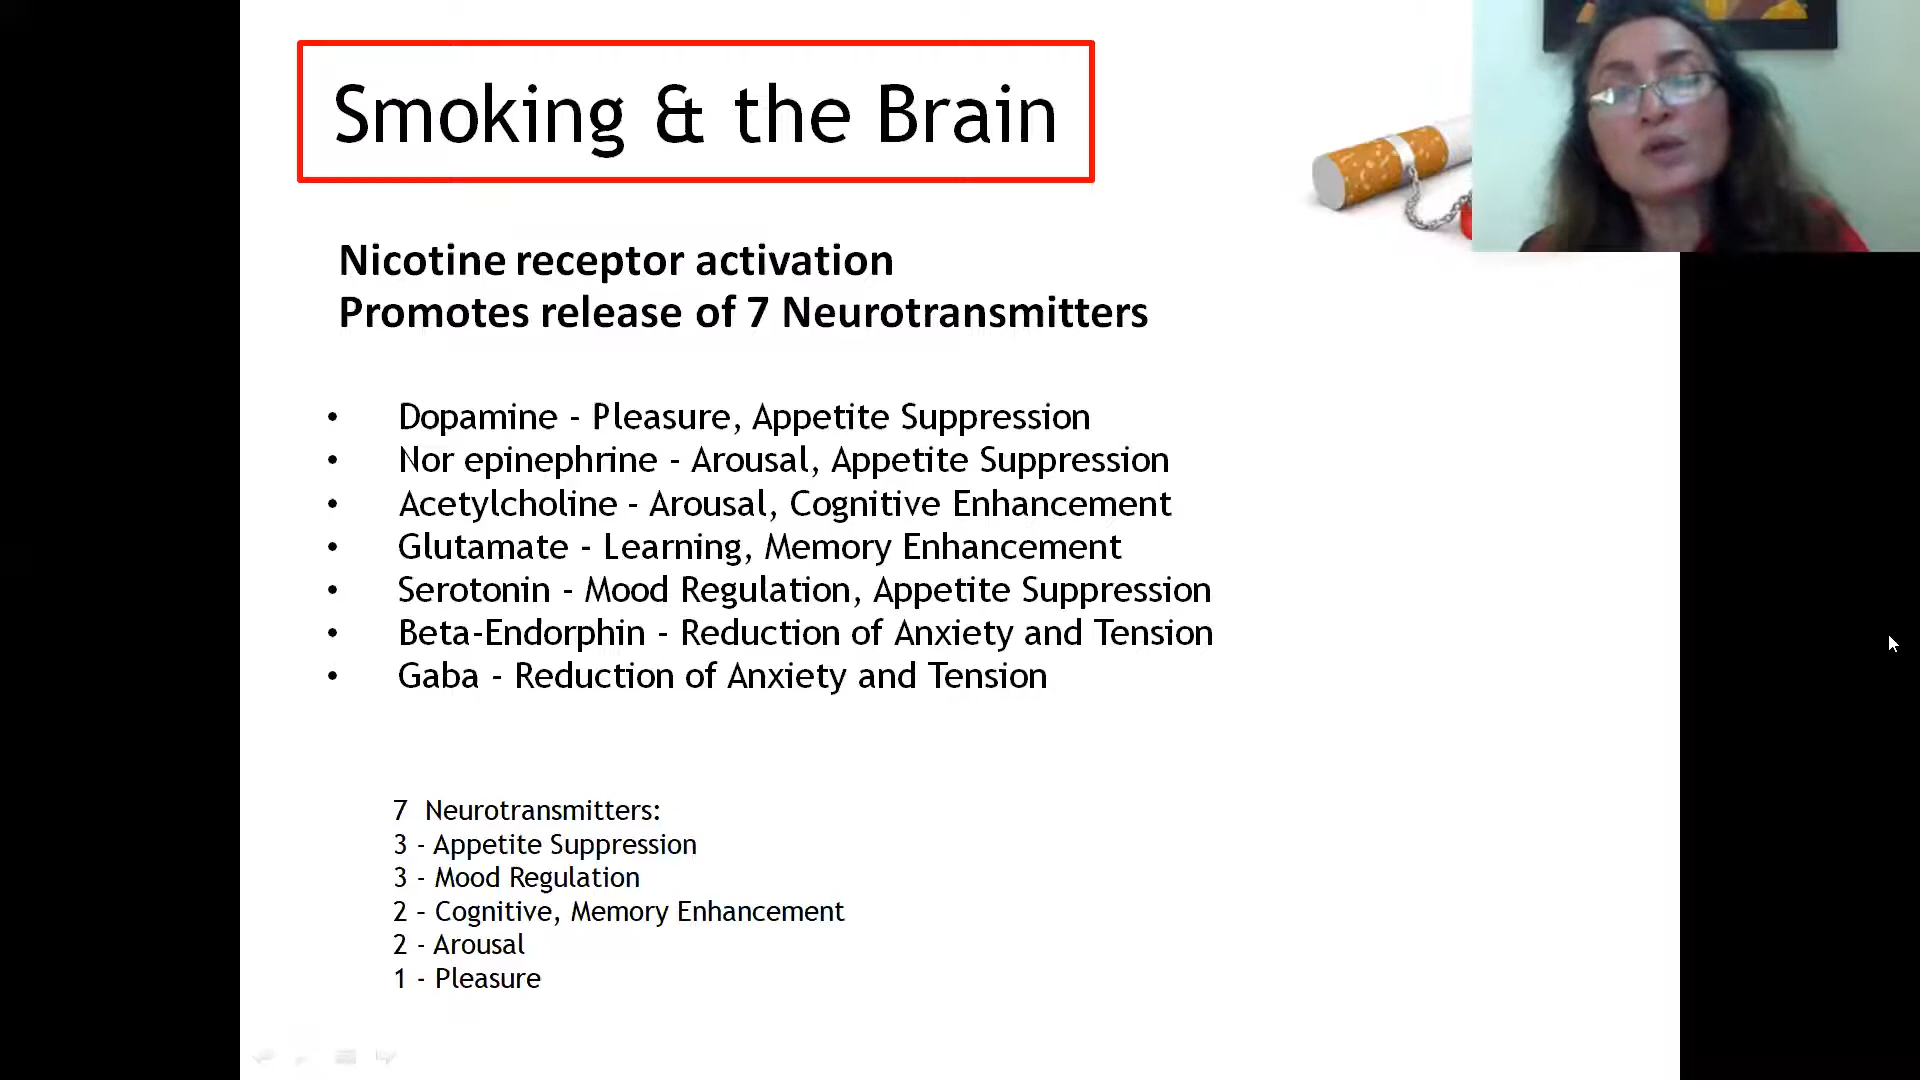 Smoking & the Brain
Nicotine receptor activation
Promotes release of 7 Neurotransmitters
• Dopamine - Pleasure, Appetite Suppression
• Nor epinephrine - Arousal, Appetite Suppression
• Acetylcholine - Arousal, Cognitive Enhancement
• Glutamate - Learning, Memory Enhancement
• Serotonin - Mood Regulation, Appetite Suppression
• Beta-Endorphin - Reduction of Anxiety and Tension
• Gaba - Reduction of Anxiety and Tension
7 Neurotransmitters:
3 - Appetite Suppression
3 - Mood Regulation
2 – Cognitive, Memory Enhancement
2 - Arousal
1 - Pleasure